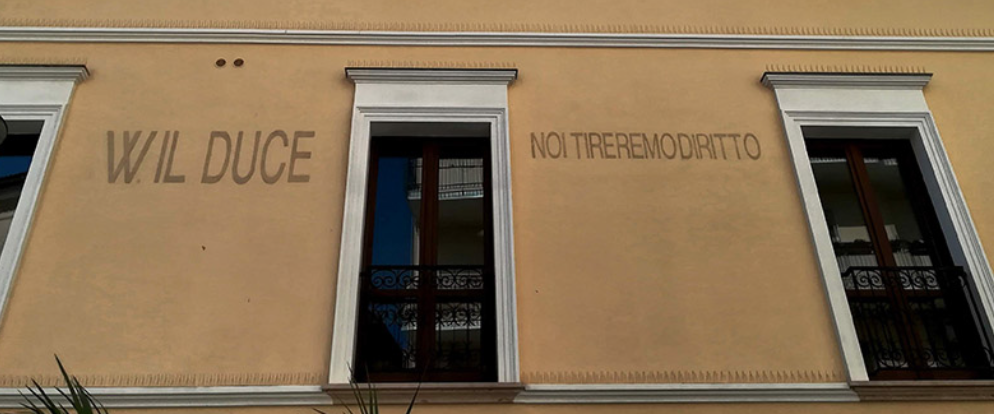 W. IL DUCE
NOI TIREREMO DIRITTO